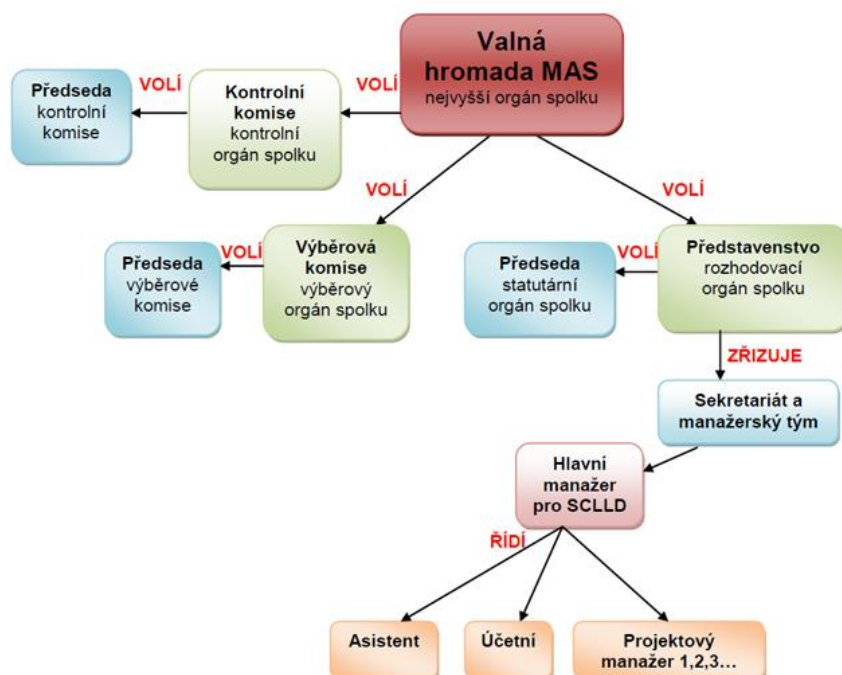 Valná
hromada MAS
nejvyšší orgán spolku
VOLÍ
Kontrolní
komise
kontrolní
orgán spolku
VOLÍ
Předseda
kontrolní
komise
VOLÍ
VOLÍ
Výběrová
komise
výběrový
orgán spolku
VOLÍ
Předseda
výběrové
komise
Představenstvo
rozhodovací
orgán spolku
VOLÍ
Předseda
statutární
orgán spolku
ZŘIZUJE
Sekretariát a
manažerský tým
Hlavní
manažer
pro SCLLD
ŘÍDÍ
Asistent
Účetní
Projektový
manažer 1,2,3...